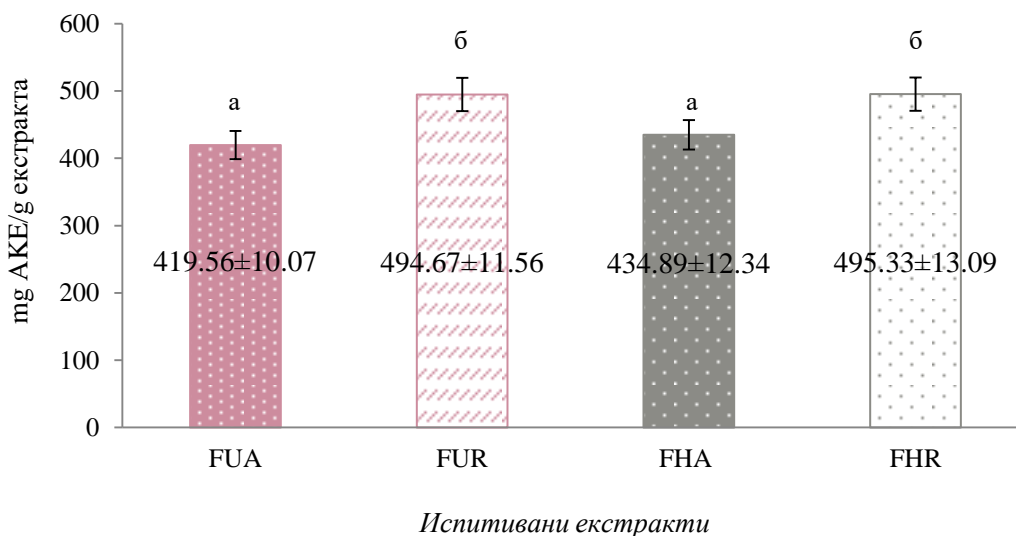 mg AKE/g екстракта
600
500
400
300
200
100
0
а
б
а
б
419.56±10.07
494.67±11.56
434.89±12.34
495.33±13.09
FUA
FUR
FHA
FHR
Испитивани екстракти